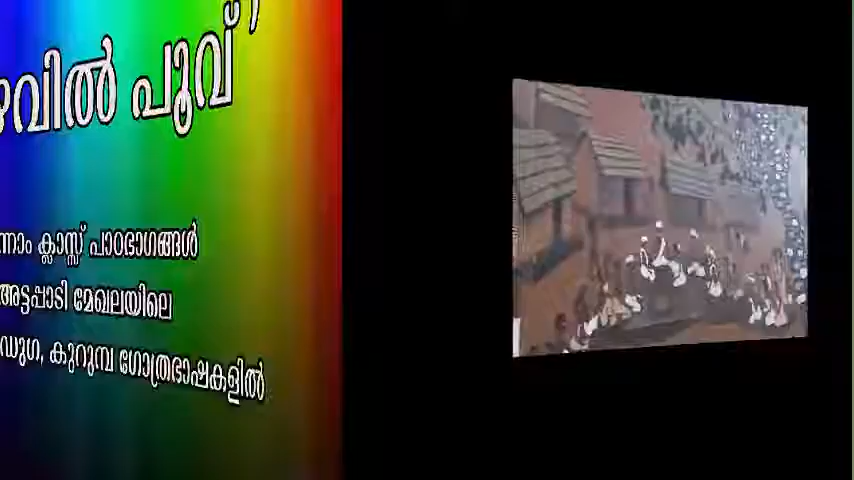 ഴവിൽ പൂവ് ’
ന്നാം ക്ലാസ്സ് പാഠഭാഗങ്ങൾ
അട്ടപ്പാടി മേഖലയിലെ
ഡുഗ, കുറുമ്പ ഗോത്രഭാഷകളിൽ